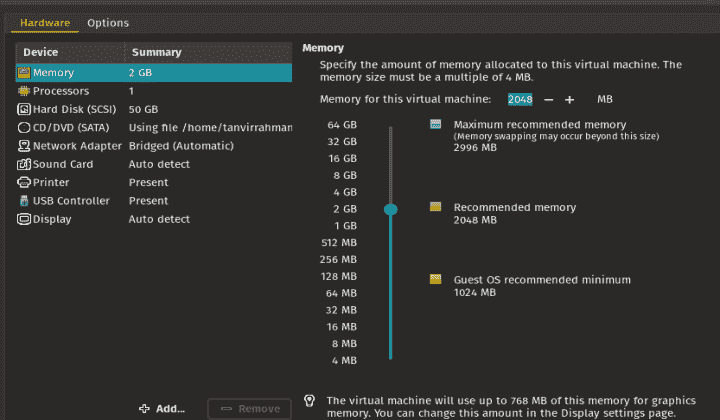 Hardware Options
Device Summary
Memory 2 GB
Processors 1
Hard Disk (SCSI) 50 GB
CD/DVD (SATA) Using file /home/tanvirrahman
Network Adapter Bridged (Automatic)
Sound Card Auto detect
Printer Present
USB Controller Present
Display Auto detect
Add...
Remove
Memory
Specify the amount of memory allocated to this virtual machine. The
memory size must be a multiple of 4 MB.
Memory for this virtual machine: 2048 − + MB
64 GB
32 GB
16 GB
8 GB
4 GB
2 GB
1 GB
512 MB
256 MB
128 MB
64 MB
32 MB
16 MB
8 MB
4 MB
Maximum recommended memory
(Memory swapping may occur beyond this size)
2996 MB
Recommended memory
2048 MB
Guest OS recommended minimum
1024 MB
The virtual machine will use up to 768 MB of this memory for graphics
memory. You can change this amount in the Display settings page.